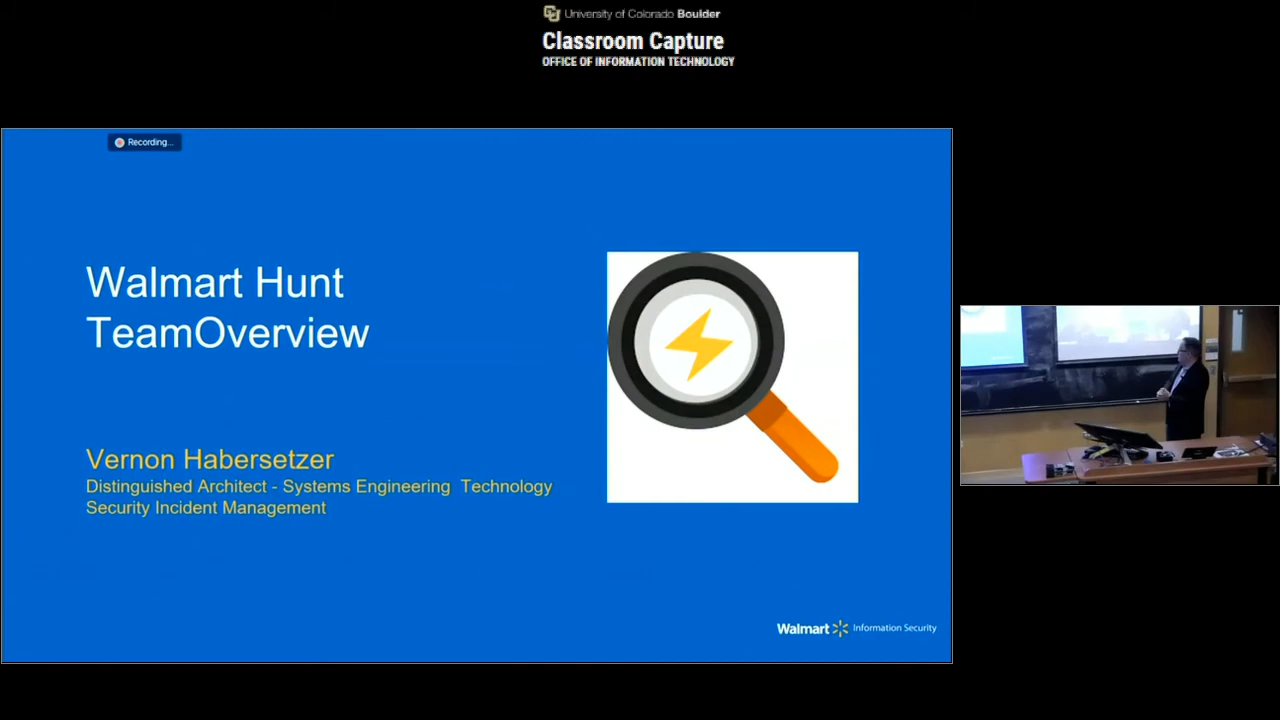 University of Colorado Boulder
Classroom Capture
OFFICE OF INFORMATION TECHNOLOGY
Recording...
Walmart Hunt
TeamOverview
Vernon Habersetzer
Distinguished Architect - Systems Engineering Technology
Security Incident Management
Walmart Information Security